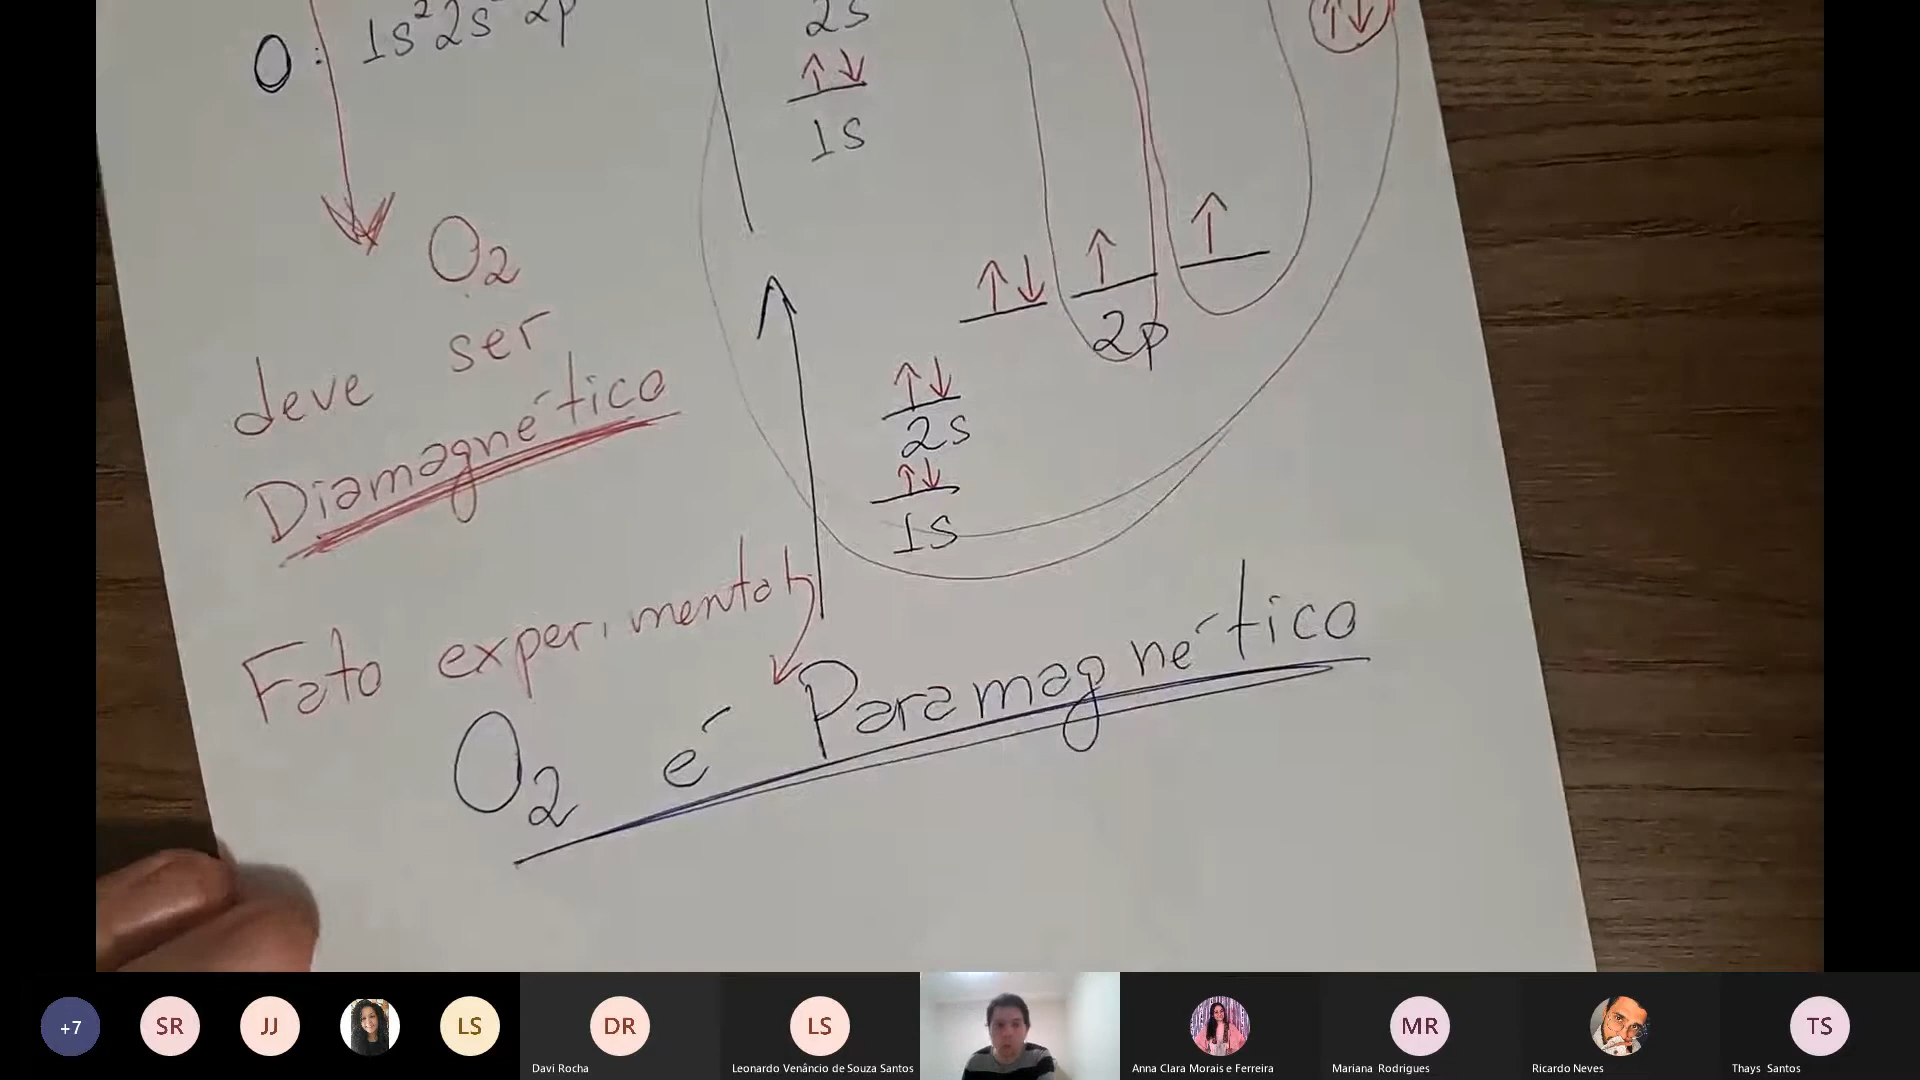 O : 1s² 2s² 2p
2s
↑↓
↑↓
1s
O₂
deve ser
Diamagnético
↑↓ ↑ ↑
2p
↑↓
2s
↑↓
1s
Fato experimental
O₂ é Paramagnético
+7
SR
JJ
LS
DR
LS
MR
TS
Davi Rocha
Leonardo Venâncio de Souza Santos
Anna Clara Morais e Ferreira
Mariana Rodrigues
Ricardo Neves
Thays Santos